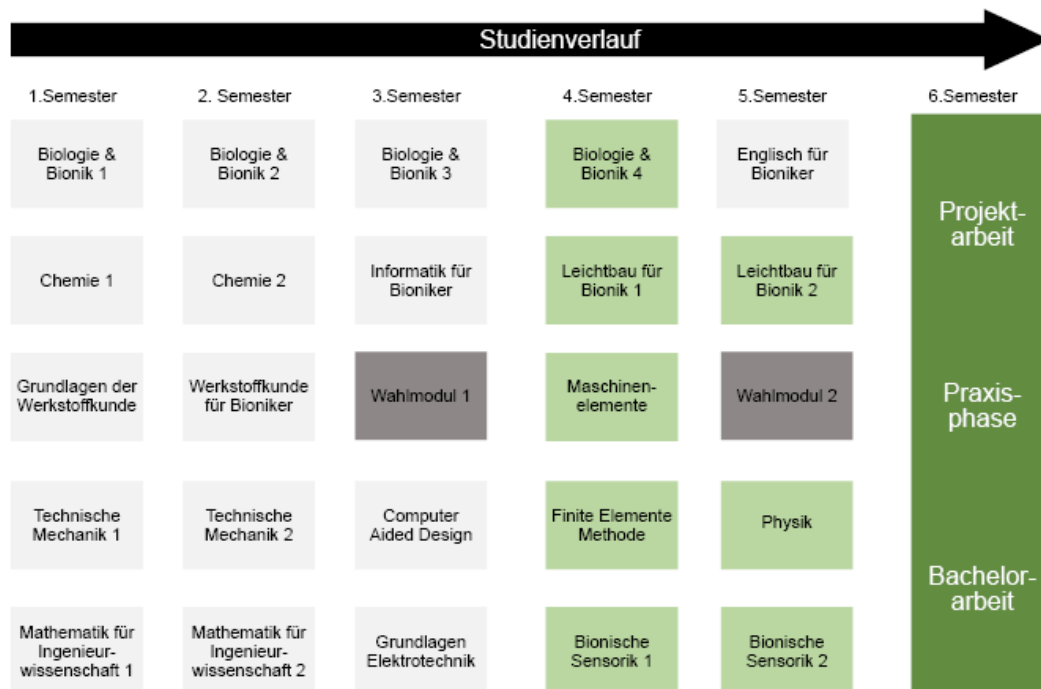 Studienverlauf
1.Semester
2. Semester
3.Semester
4.Semester
5.Semester
6.Semester
Biologie &
Bionik 1
Biologie &
Bionik 2
Biologie &
Bionik 3
Biologie &
Bionik 4
Englisch für
Bioniker
Chemie 1
Chemie 2
Informatik für
Bioniker
Leichtbau für
Bionik 1
Leichtbau für
Bionik 2
Grundlagen der
Werkstoffkunde
Werkstoffkunde
für Bioniker
Wahlmodul 1
Maschinen-
elemente
Wahlmodul 2
Technische
Mechanik 1
Technische
Mechanik 2
Computer
Aided Design
Finite Elemente
Methode
Physik
Mathematik für
Ingenieur-
wissenschaft 1
Mathematik für
Ingenieur-
wissenschaft 2
Grundlagen
Elektrotechnik
Bionische
Sensorik 1
Bionische
Sensorik 2
Projekt-
arbeit
Praxis-
phase
Bachelor-
arbeit